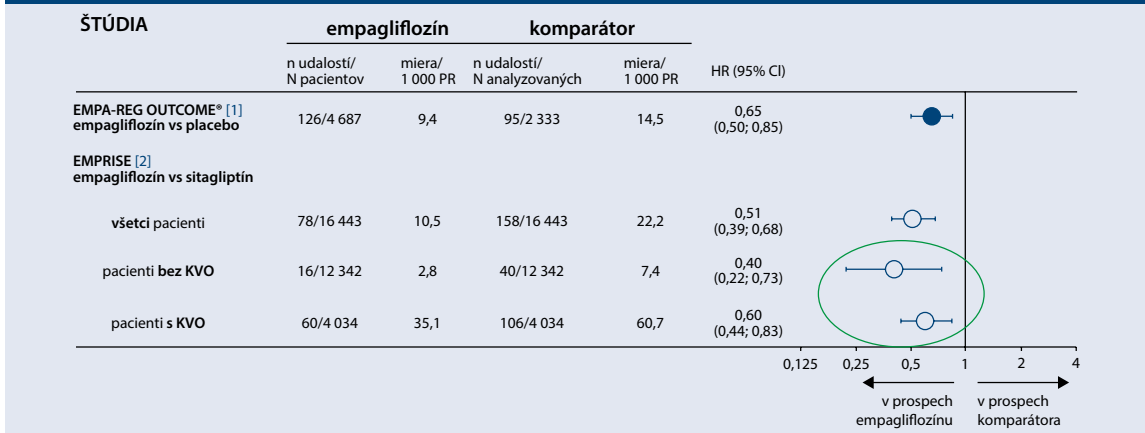 ŠTÚDIA
empagliflozín
komparátor
n udalostí/
N pacientov
miera/
1 000 PR
n udalostí/
N analyzovaných
miera/
1 000 PR
HR (95% CI)
EMPA-REG OUTCOME® [1]
empagliflozín vs placebo
126/4 687
9,4
95/2 333
14,5
0,65
(0,50; 0,85)
EMPRISE [2]
empagliflozín vs sitagliptín
všetci pacienti
78/16 443
10,5
158/16 443
22,2
0,51
(0,39; 0,68)
pacienti bez KVO
16/12 342
2,8
40/12 342
7,4
0,40
(0,22; 0,73)
pacienti s KVO
60/4 034
35,1
106/4 034
60,7
0,60
(0,44; 0,83)
0,125
0,25
0,5
1
2
4
v prospech
empagliflozínu
v prospech
komparátora